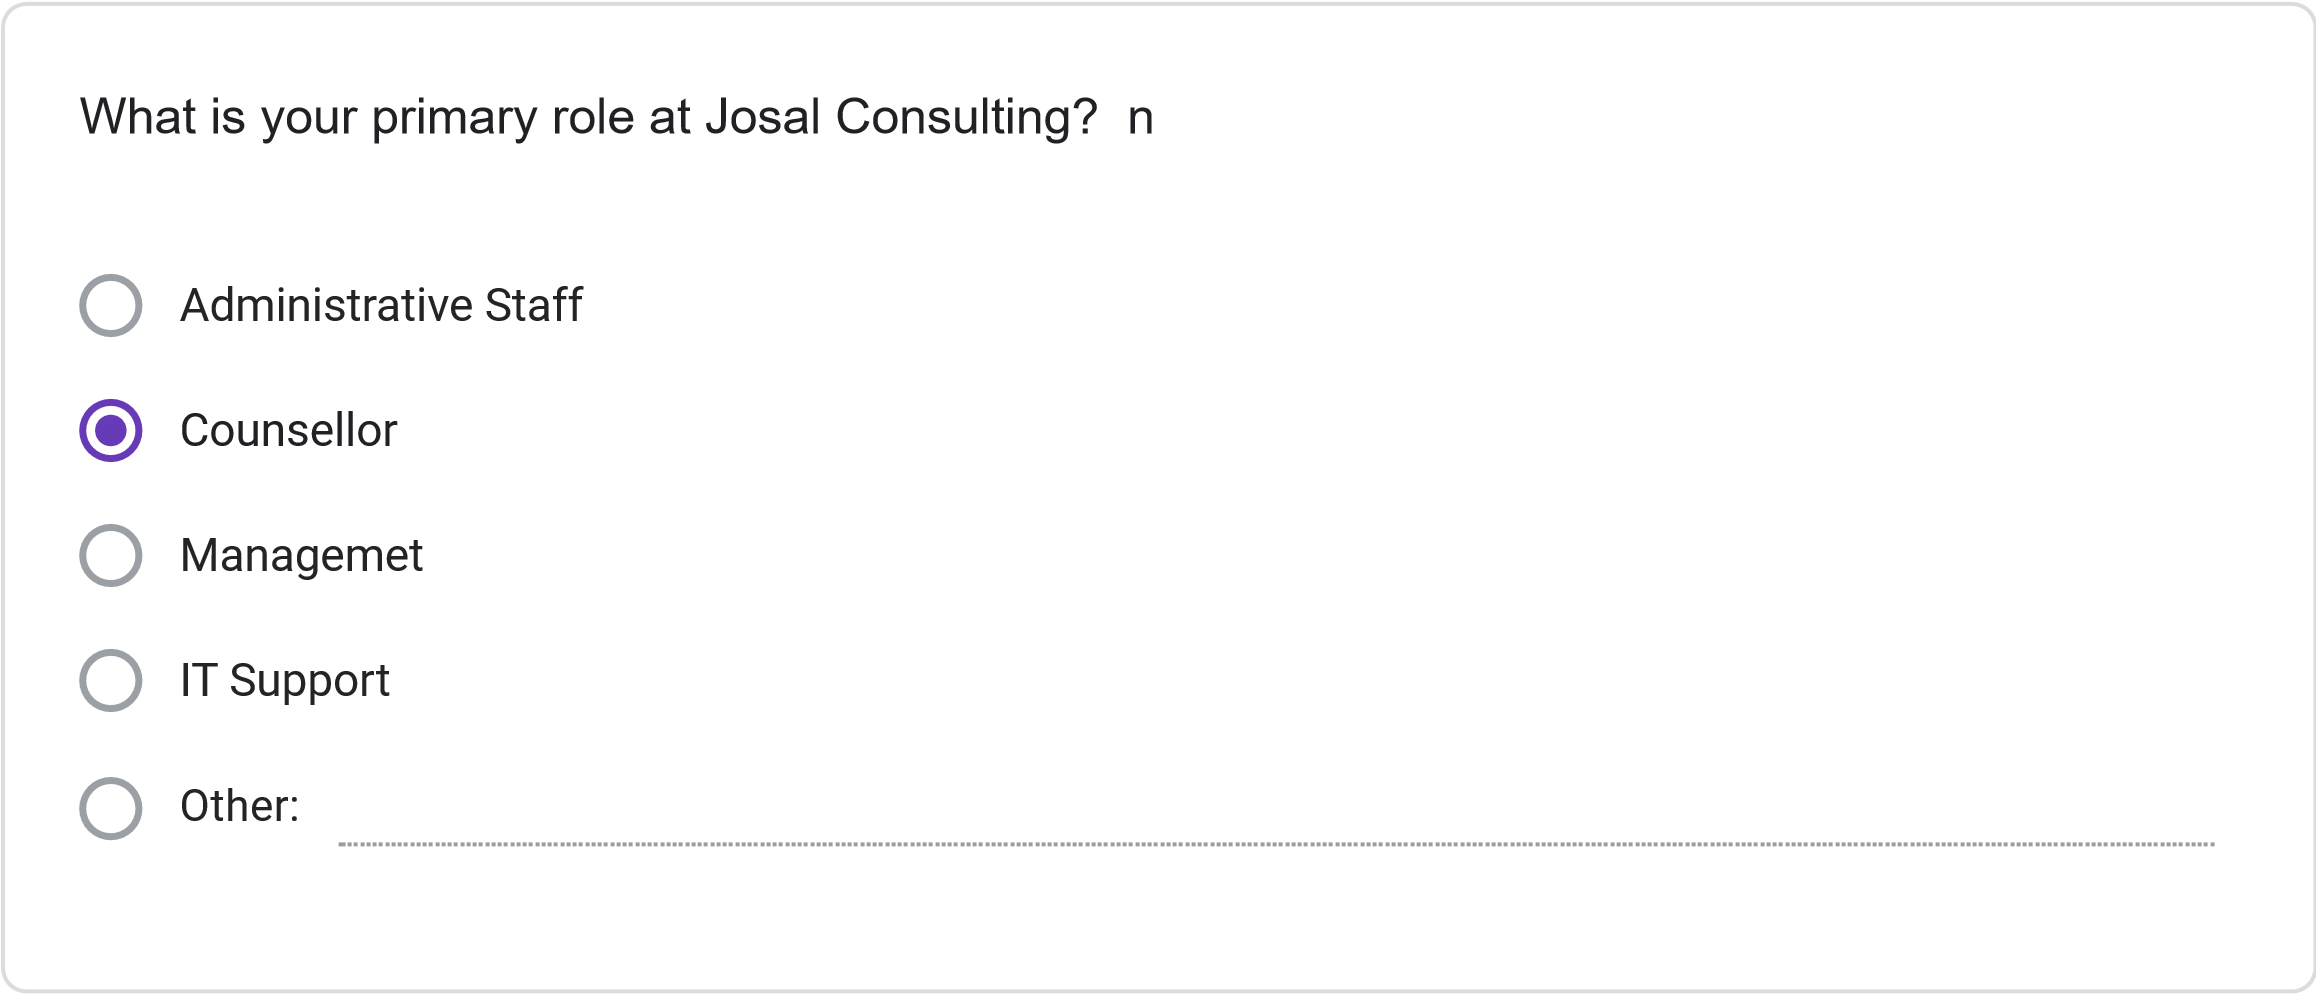 What is your primary role at Josal Consulting?  n
Administrative Staff
Counsellor
Managemet
IT Support
Other: